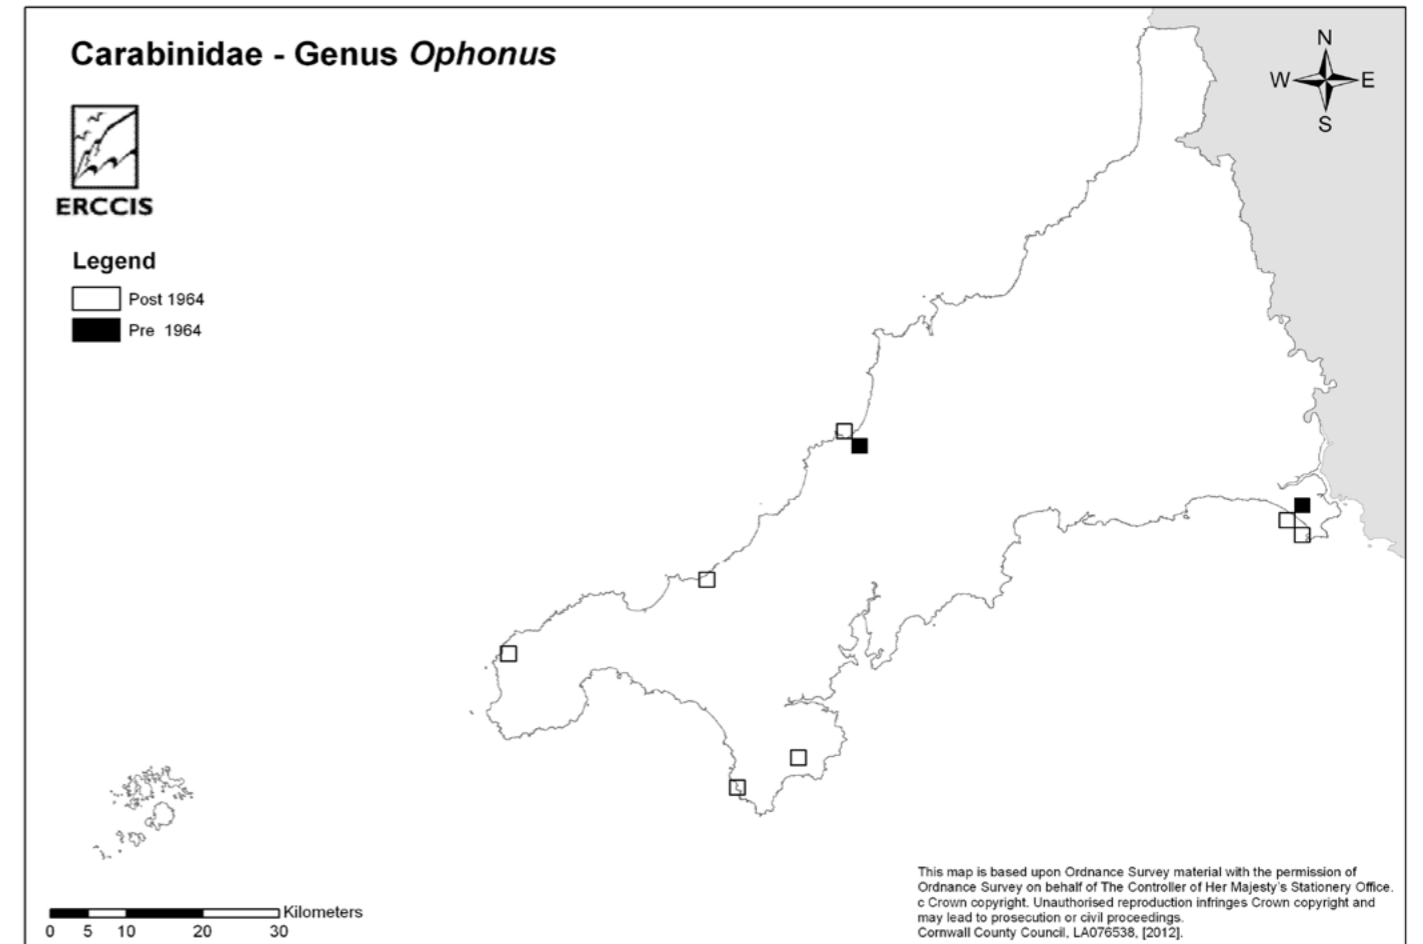 Carabinidae - Genus Ophonus
N
W E
S
ERCCIS
Legend
Post 1964
Pre 1964
This map is based upon Ordnance Survey material with the permission of
Ordnance Survey on behalf of The Controller of Her Majesty's Stationery Office.
c Crown copyright. Unauthorised reproduction infringes Crown copyright and
may lead to prosecution or civil proceedings.
Cornwall County Council, LA076538, [2012].
Kilometers
0 5 10 20 30